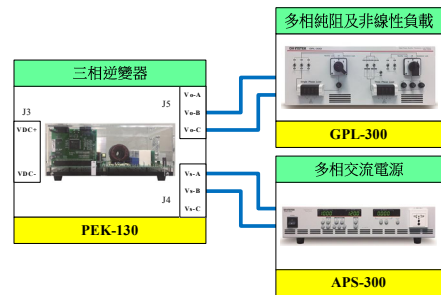 三相逆變器
J3
VDC+
VDC-
J5
Vo-A
Vo-B
Vo-C
Vs-A
Vs-B
Vs-C
J4
PEK-130
多相純阻及非線性負載
GPL-300
多相交流電源
APS-300